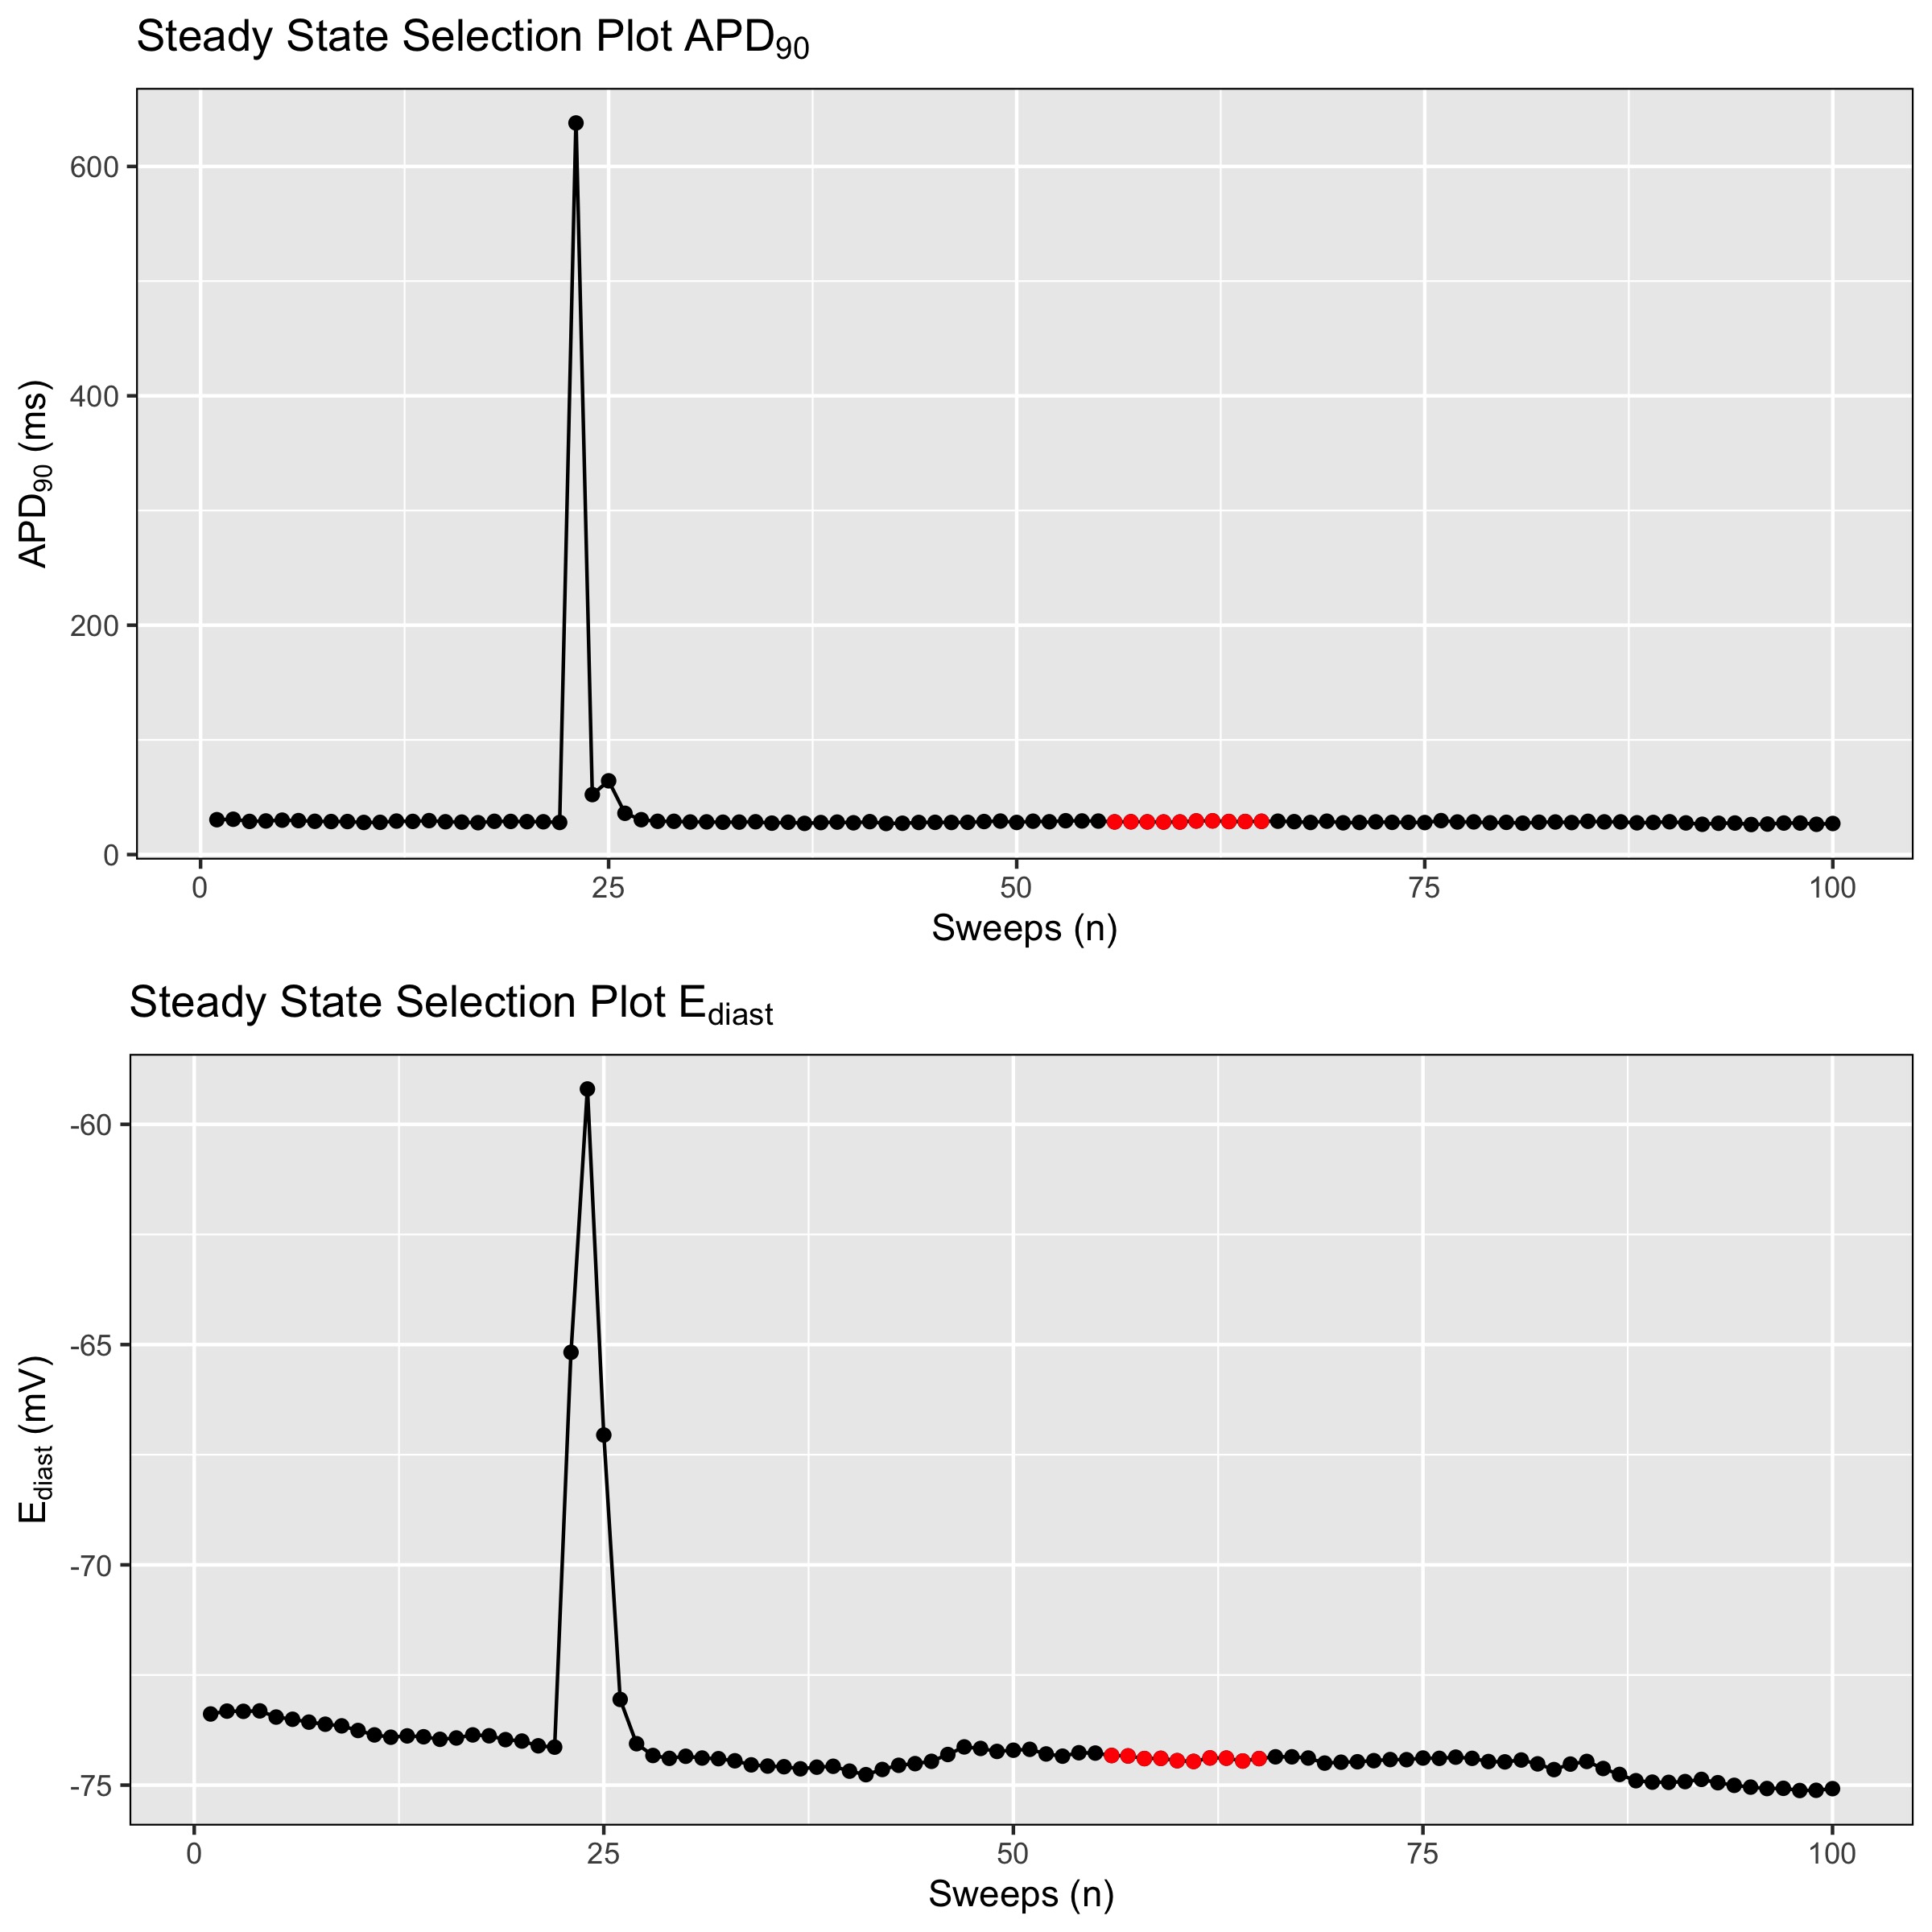 Steady State Selection Plot APD90
600
400
200
0
APD90 (ms)
0 25 50 75 100
Sweeps (n)
Steady State Selection Plot Ediast
-60
-65
-70
-75
Ediast (mV)
0 25 50 75 100
Sweeps (n)